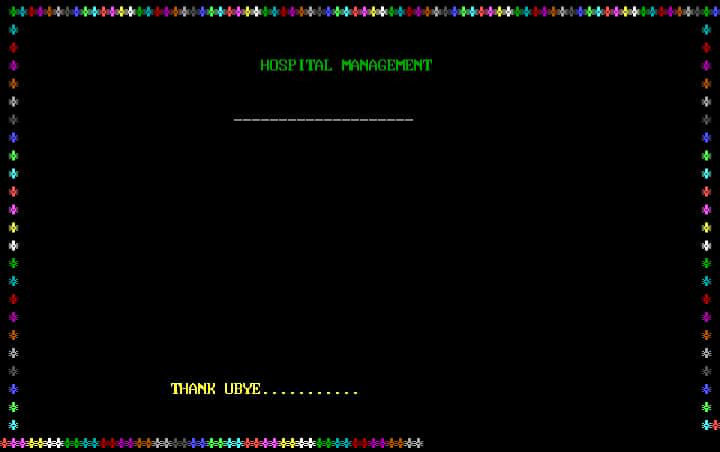 HOSPITAL MANAGEMENT
--------------------
THANK UBYE...........